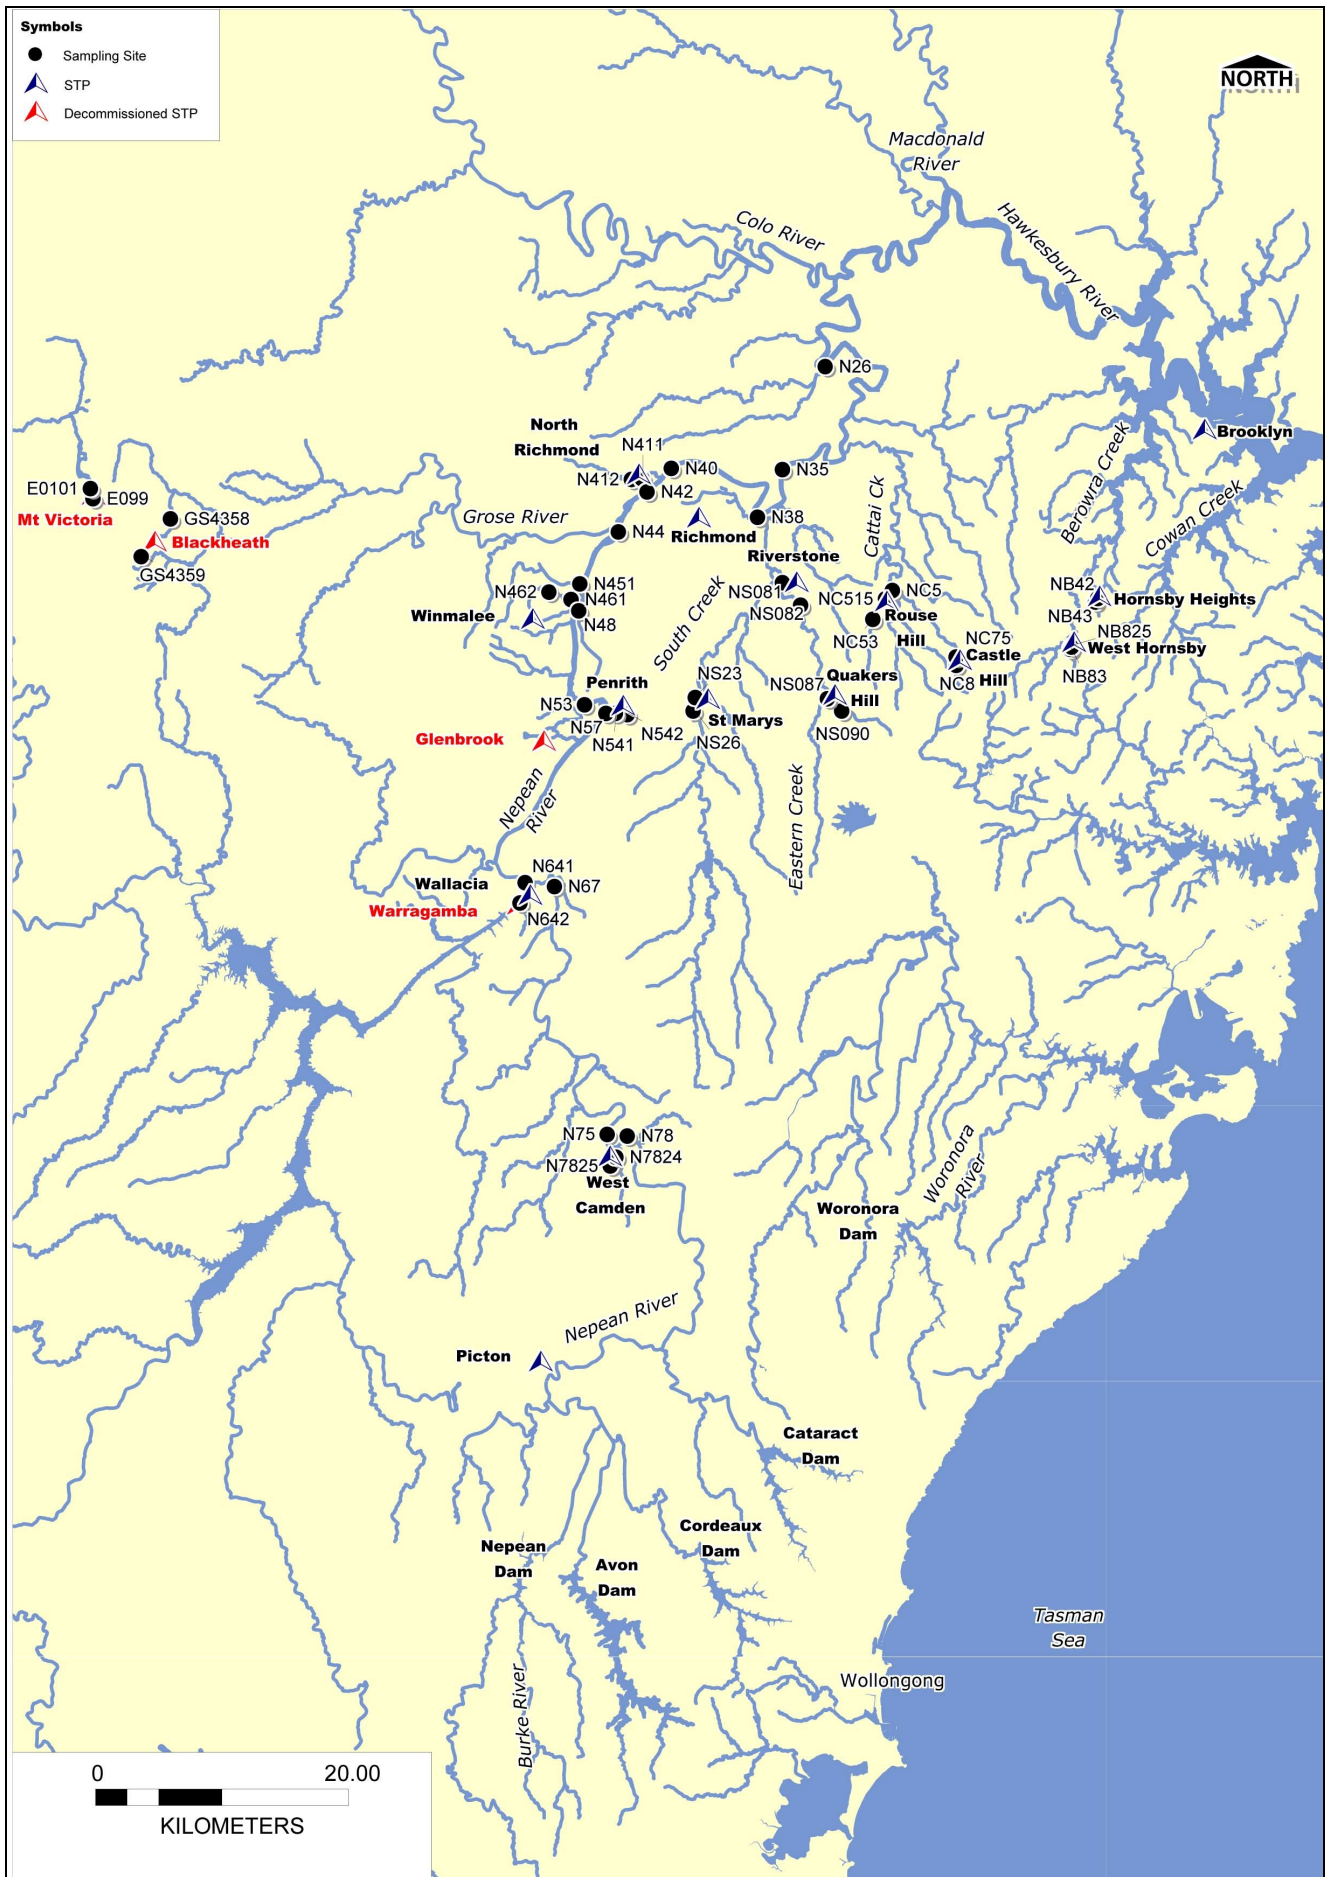 Symbols
Sampling Site
STP
Decommissioned STP
NORTH
Macdonald
River
Colo River
Hawkesbury River
N26
North
Richmond
N411
N412
N40
N42
N35
Brooklyn
Berowra Creek
Cowan Creek
Cattai Ck
E0101
E099
Mt Victoria
GS4358
Blackheath
GS4359
Grose River
N44
Richmond
N38
Riverstone
NS081
NS082
NC515
NC5
Rouse
Hill
NC53
NB42
Hornsby Heights
NB43
NB825
West Hornsby
NB83
N462
N451
N461
N48
Winmalee
South Creek
NC75
Castle
NC8
Hill
Penrith
NS23
NS087
Quakers
Hill
N53
N57
N541
N542
St Marys
NS26
NS090
Glenbrook
Nepean
River
Eastern Creek
N641
Wallacia
N67
Warragamba
N642
N75
N78
N7824
N7825
West
Camden
Woronora
River
Woronora
Dam
Nepean River
Picton
Cataract
Dam
Cordeaux
Dam
Nepean
Dam
Avon
Dam
Tasman
Sea
Burke River
Wollongong
0
20.00
KILOMETERS